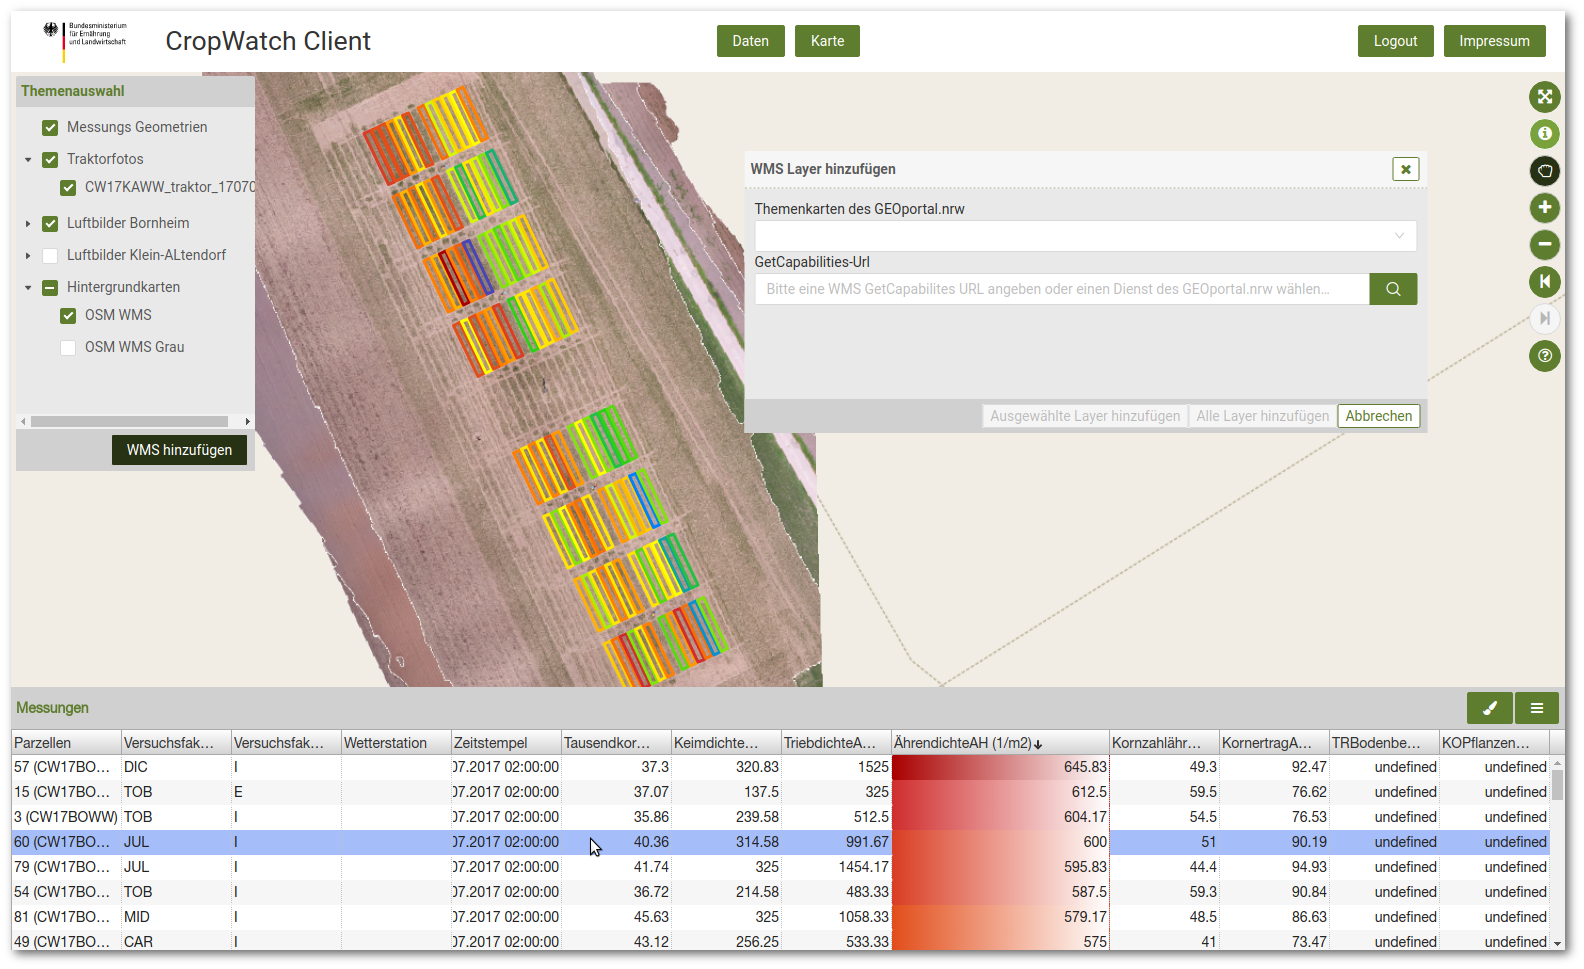 Bundesministerium
für Ernährung
und Landwirtschaft
CropWatch Client
Daten
Karte
Logout
Impressum
Themenauswahl
Messungs Geometrien
Traktorfotos
CW17KAWW_traktor_17070
Luftbilder Bornheim
Luftbilder Klein-ALtendorf
Hintergrundkarten
OSM WMS
OSM WMS Grau
WMS hinzufügen
WMS Layer hinzufügen
Themenkarten des GEOportal.nrw
GetCapabilities-Url
Bitte eine WMS GetCapabilites URL angeben oder einen Dienst des GEOportal.nrw wählen...
Ausgewählte Layer hinzufügen
Alle Layer hinzufügen
Abbrechen
Messungen
Parzellen Versuchsfak... Versuchsfak... Wetterstation Zeitstempel Tausendkor... Keimdichte... TriebdichteA... ÄhrendichteAH (1/m2) Kornzahlähr... KornertragA... TRBodenbe... KOPflanzen...
57 (CW17BO... DIC I 07.2017 02:00:00 37.3 320.83 1525 645.83 49.3 92.47 undefined undefined
15 (CW17BO... TOB E 07.2017 02:00:00 37.07 137.5 325 612.5 59.5 76.62 undefined undefined
3 (CW17BOWW) TOB I 07.2017 02:00:00 35.86 239.58 512.5 604.17 54.5 76.53 undefined undefined
60 (CW17BO... JUL I 07.2017 02:00:00 40.36 314.58 991.67 600 51 90.19 undefined undefined
79 (CW17BO... JUL I 07.2017 02:00:00 41.74 325 1454.17 595.83 44.4 94.93 undefined undefined
54 (CW17BO... TOB I 07.2017 02:00:00 36.72 214.58 483.33 587.5 59.3 90.84 undefined undefined
81 (CW17BO... MID I 07.2017 02:00:00 45.63 325 1058.33 579.17 48.5 86.63 undefined undefined
49 (CW17BO... CAR I 07.2017 02:00:00 43.12 256.25 533.33 575 41 73.47 undefined undefined